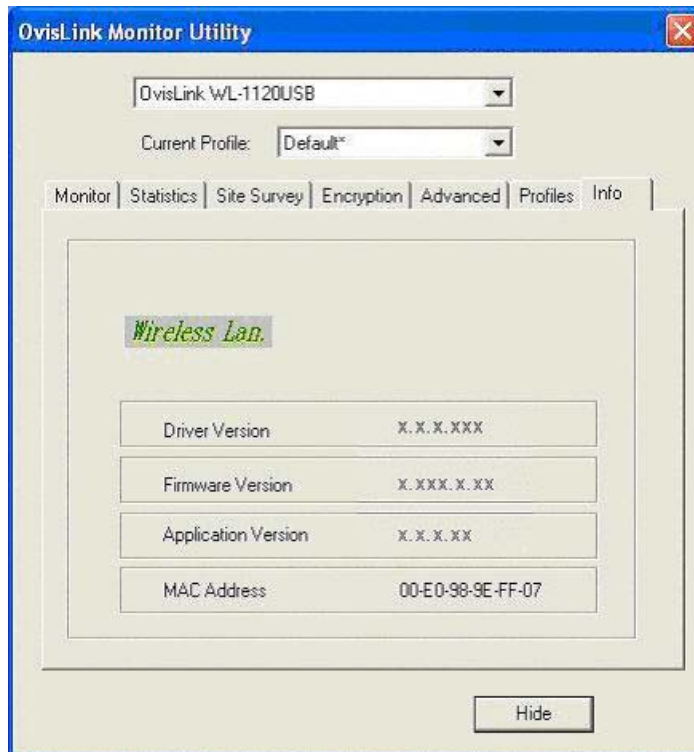 OvisLink Monitor Utility
OvisLink WL-1120USB
Current Profile: Default*
Monitor Statistics Site Survey Encryption Advanced Profiles Info
Wireless Lan.
Driver Version X.X.X.XXX
Firmware Version X.XXX.X.XX
Application Version X.X.X.XX
MAC Address 00-E0-98-9E-FF-07
Hide